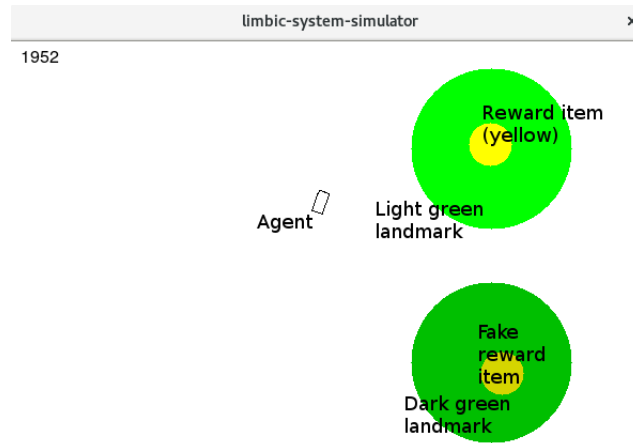 limbic-system-simulator
×
1952
Reward item
(yellow)
Agent
Light green
landmark
Fake
reward
item
Dark green
landmark